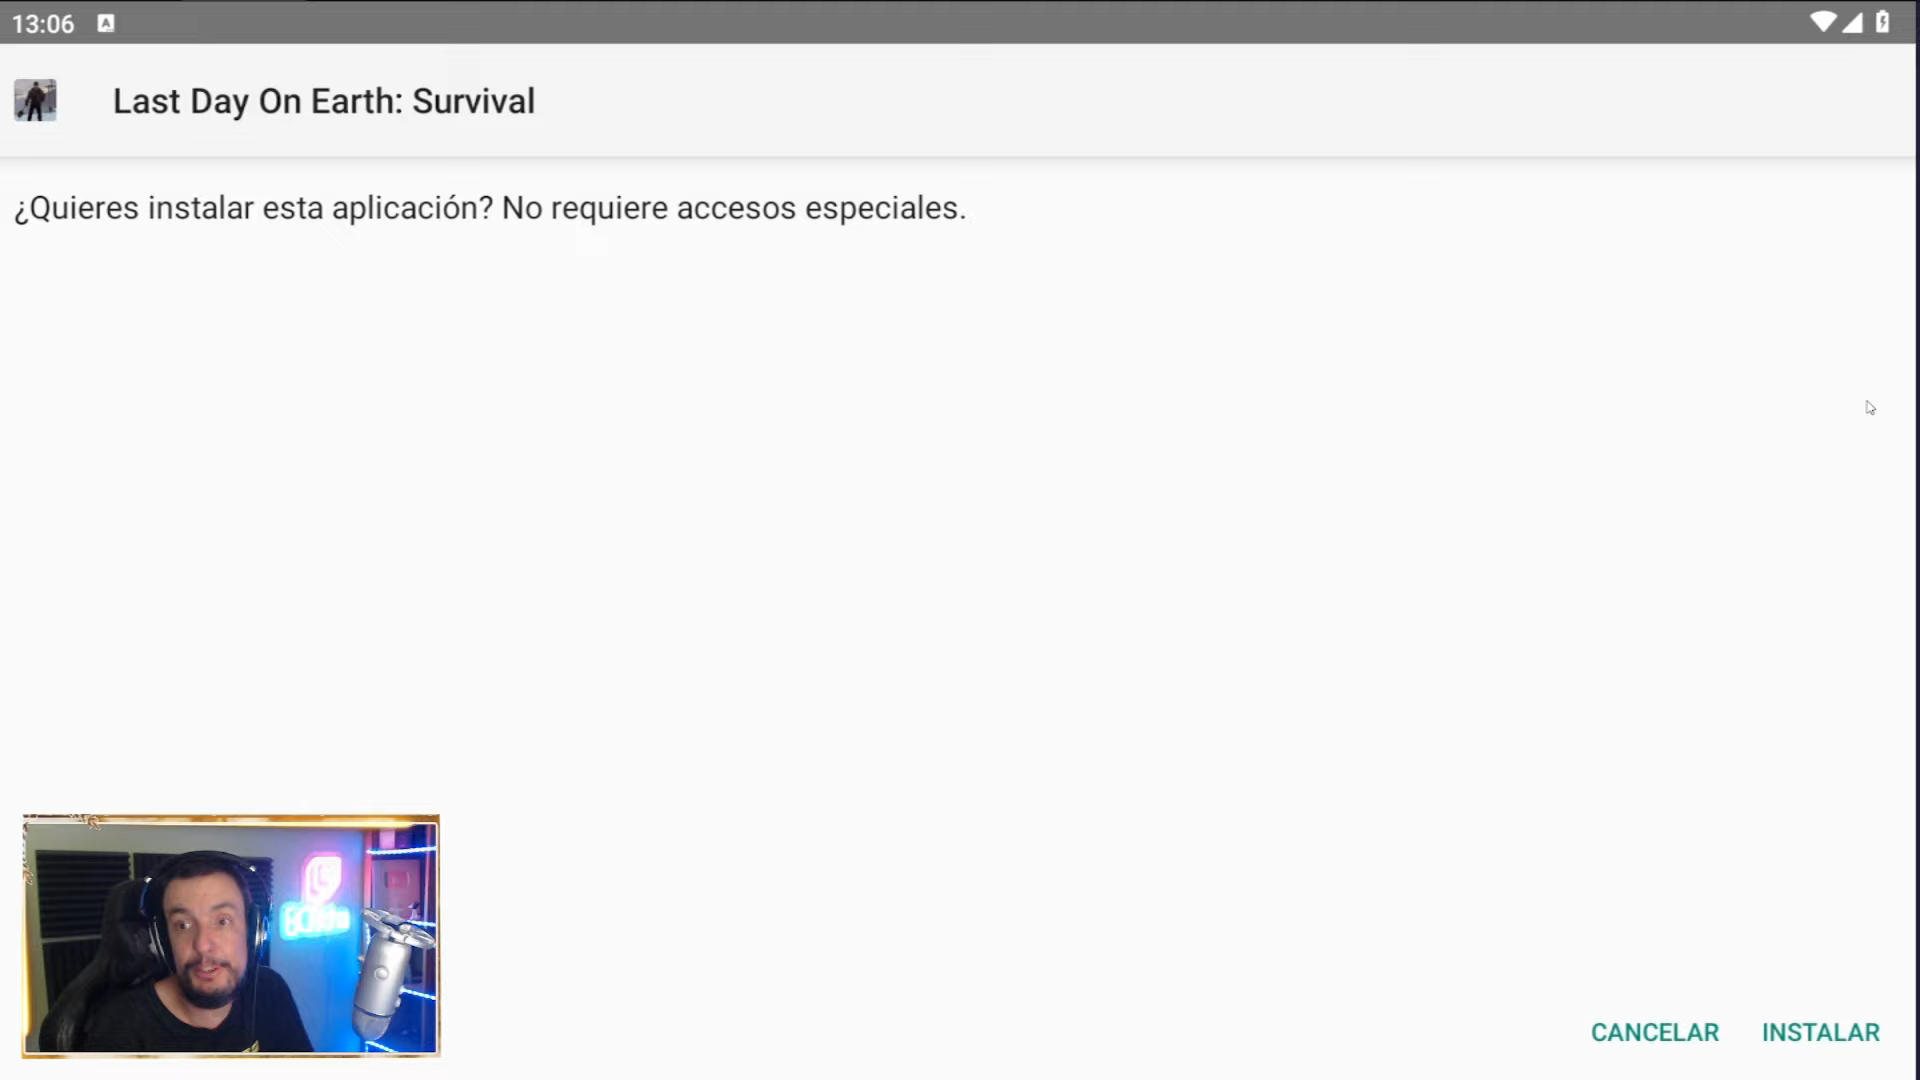 13:06
Last Day On Earth: Survival
¿Quieres instalar esta aplicación? No requiere accesos especiales.
CANCELAR INSTALAR